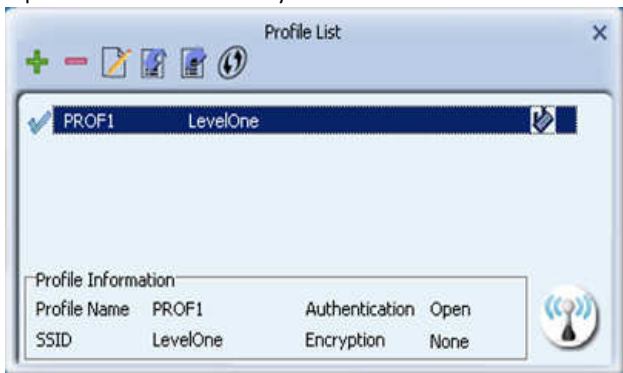 Profile List
PROF1 LevelOne
Profile Information
Profile Name PROF1 Authentication Open
SSID LevelOne Encryption None